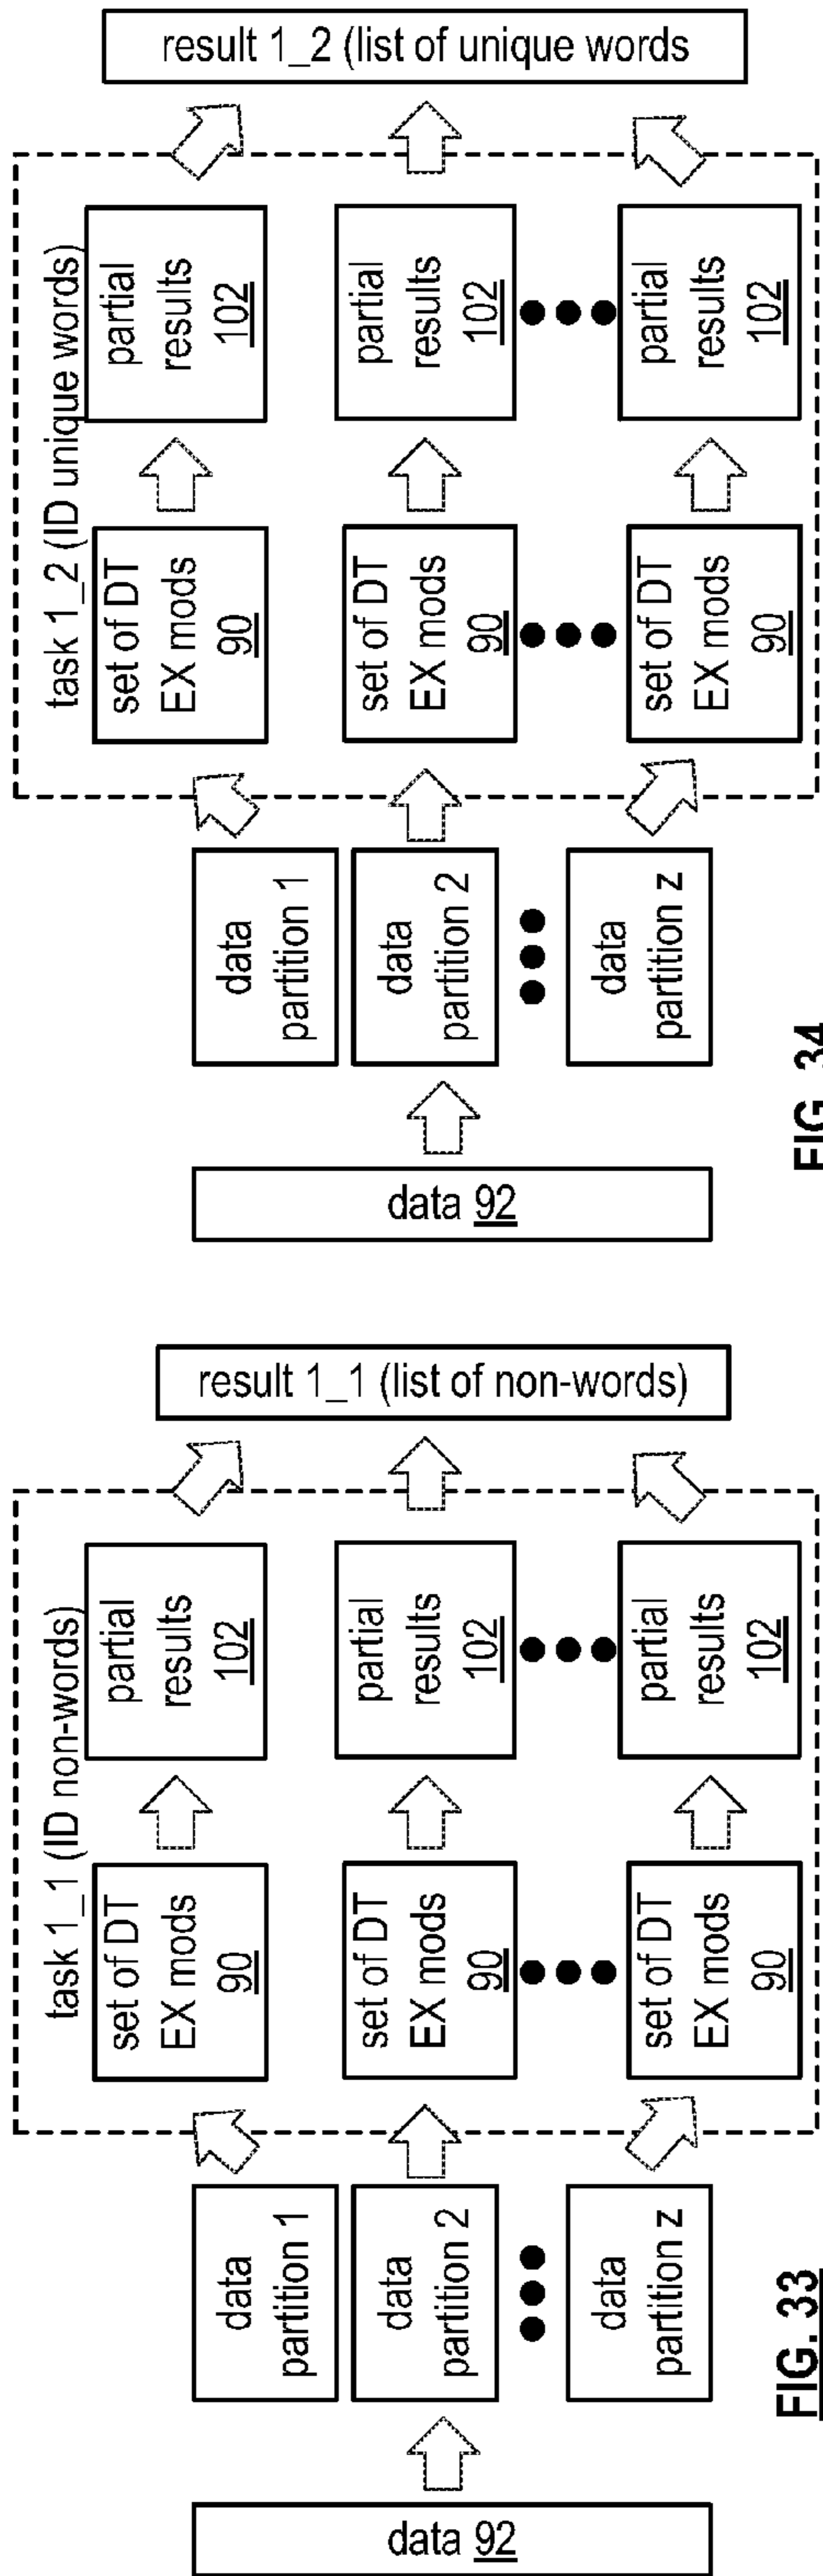 data 92
data
partition 1
data
partition 2
data
partition z
task 1_1 (ID non-words)
set of DT
EX mods
90
set of DT
EX mods
90
set of DT
EX mods
90
partial
results
102
partial
results
102
partial
results
102
result 1_1 (list of non-words)
FIG. 33
data 92
data
partition 1
data
partition 2
data
partition z
task 1_2 (ID unique words)
set of DT
EX mods
90
set of DT
EX mods
90
set of DT
EX mods
90
partial
results
102
partial
results
102
partial
results
102
result 1_2 (list of unique words
FIG. 34